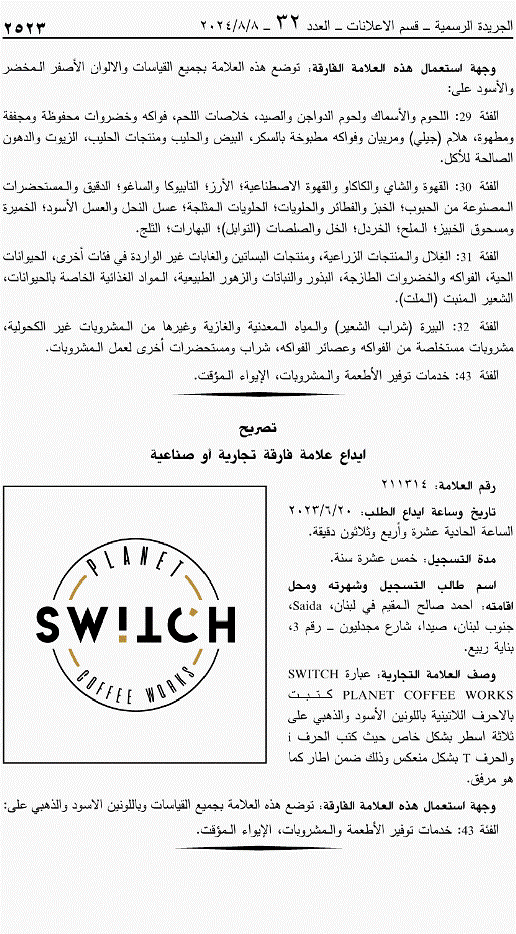 الجريدة الرسمية ــ قسم الاعلانات ــ العدد ٣٢ ــ ٢٠٢٤/٨/٨
٢٥٢٣
وجهة استعمال هذه العلامة الفارقة: توضع هذه العلامة بجميع القياسات والالوان الأصفر المخضر
والأسود على:
الفئة 29: اللحوم والأسماك ولحوم الدواجن والصيد، خلاصات اللحم، فواكه وخضروات محفوظة ومجففة
ومطهوة، هلام (جيلي) ومربيان وفواكه مطبوخة بالسكر، البيض والحليب ومنتجات الحليب، الزيوت والدهون
الصالحة للأكل.
الفئة 30: القهوة والشاي والكاكاو والقهوة الاصطناعية؛ الأرز؛ التابيوكا والساغو؛ الدقيق والمستحضرات
المصنوعة من الحبوب؛ الخبز والفطائر والحلويات؛ الحلويات المثلجة؛ عسل النحل والعسل الأسود؛ الخميرة
ومسحوق الخبيز؛ الملح؛ الخردل؛ الخل والصلصات (التوابل)؛ البهارات؛ الثلج.
الفئة 31: الغلال والمنتجات الزراعية، ومنتجات البساتين والغابات غير الواردة في فئات أخرى، الحيوانات
الحية، الفواكه والخضروات الطازجة، البذور والنباتات والزهور الطبيعية، المواد الغذائية الخاصة بالحيوانات،
الشعير المنبت (الملت).
الفئة 32: البيرة (شراب الشعير) والمياه المعدنية والغازية وغيرها من المشروبات غير الكحولية،
مشروبات مستخلصة من الفواكه وعصائر الفواكه، شراب ومستحضرات أخرى لعمل المشروبات.
الفئة 43: خدمات توفير الأطعمة والمشروبات، الإيواء المؤقت.
تصريح
ايداع علامة فارقة تجارية أو صناعية
رقم العلامة: ٢١١٣١٤
تاريخ وساعة ايداع الطلب: ٢٠٢٣/٦/٢٠
الساعة الحادية عشرة وأربع وثلاثون دقيقة.
مدة التسجيل: خمس عشرة سنة.
اسم طالب التسجيل وشهرته ومحل
اقامته: احمد صالح المقيم في لبنان، Saida،
جنوب لبنان، صيدا، شارع مجدليون ــ رقم 3،
بناية ربيع.
وصف العلامة التجارية: عبارة SWITCH
PLANET COFFEE WORKS كتبت
بالاحرف اللاتينية باللونين الأسود والذهبي على
ثلاثة اسطر بشكل خاص حيث كتب الحرف i
والحرف T بشكل منعكس وذلك ضمن اطار كما
هو مرفق.
PLANET
SWITCH
COFFEE WORKS
وجهة استعمال هذه العلامة الفارقة: توضع هذه العلامة بجميع القياسات وباللونين الاسود والذهبي على:
الفئة 43: خدمات توفير الأطعمة والمشروبات، الإيواء المؤقت.